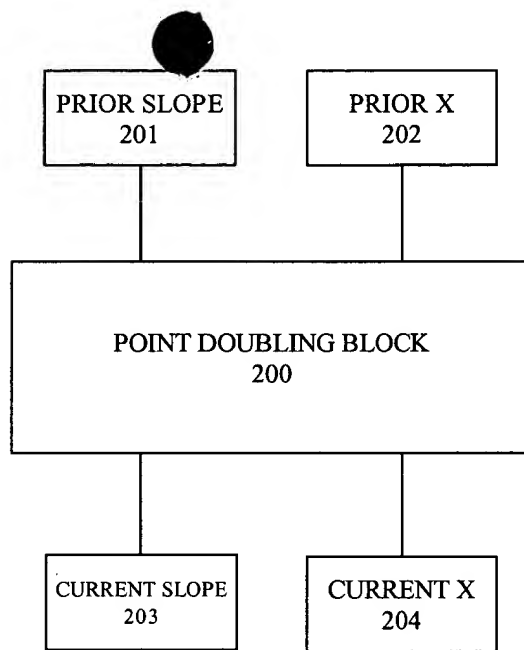 PRIOR SLOPE
201
PRIOR X
202
POINT DOUBLING BLOCK
200
CURRENT SLOPE
203
CURRENT X
204